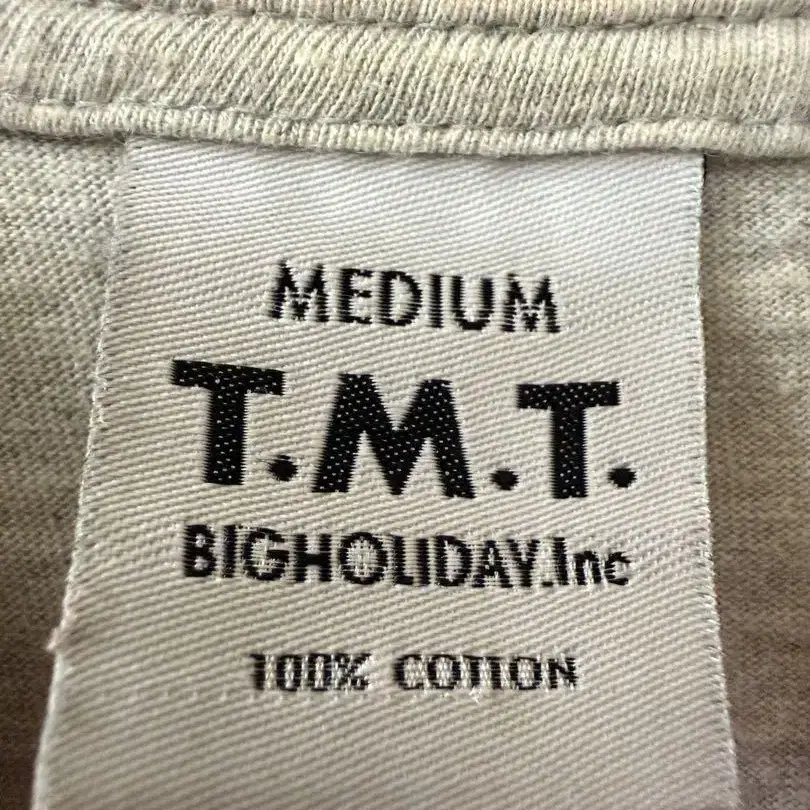 MEDIUM
T.M.T.
BIGHOLIDAY.Inc
100% COTTON